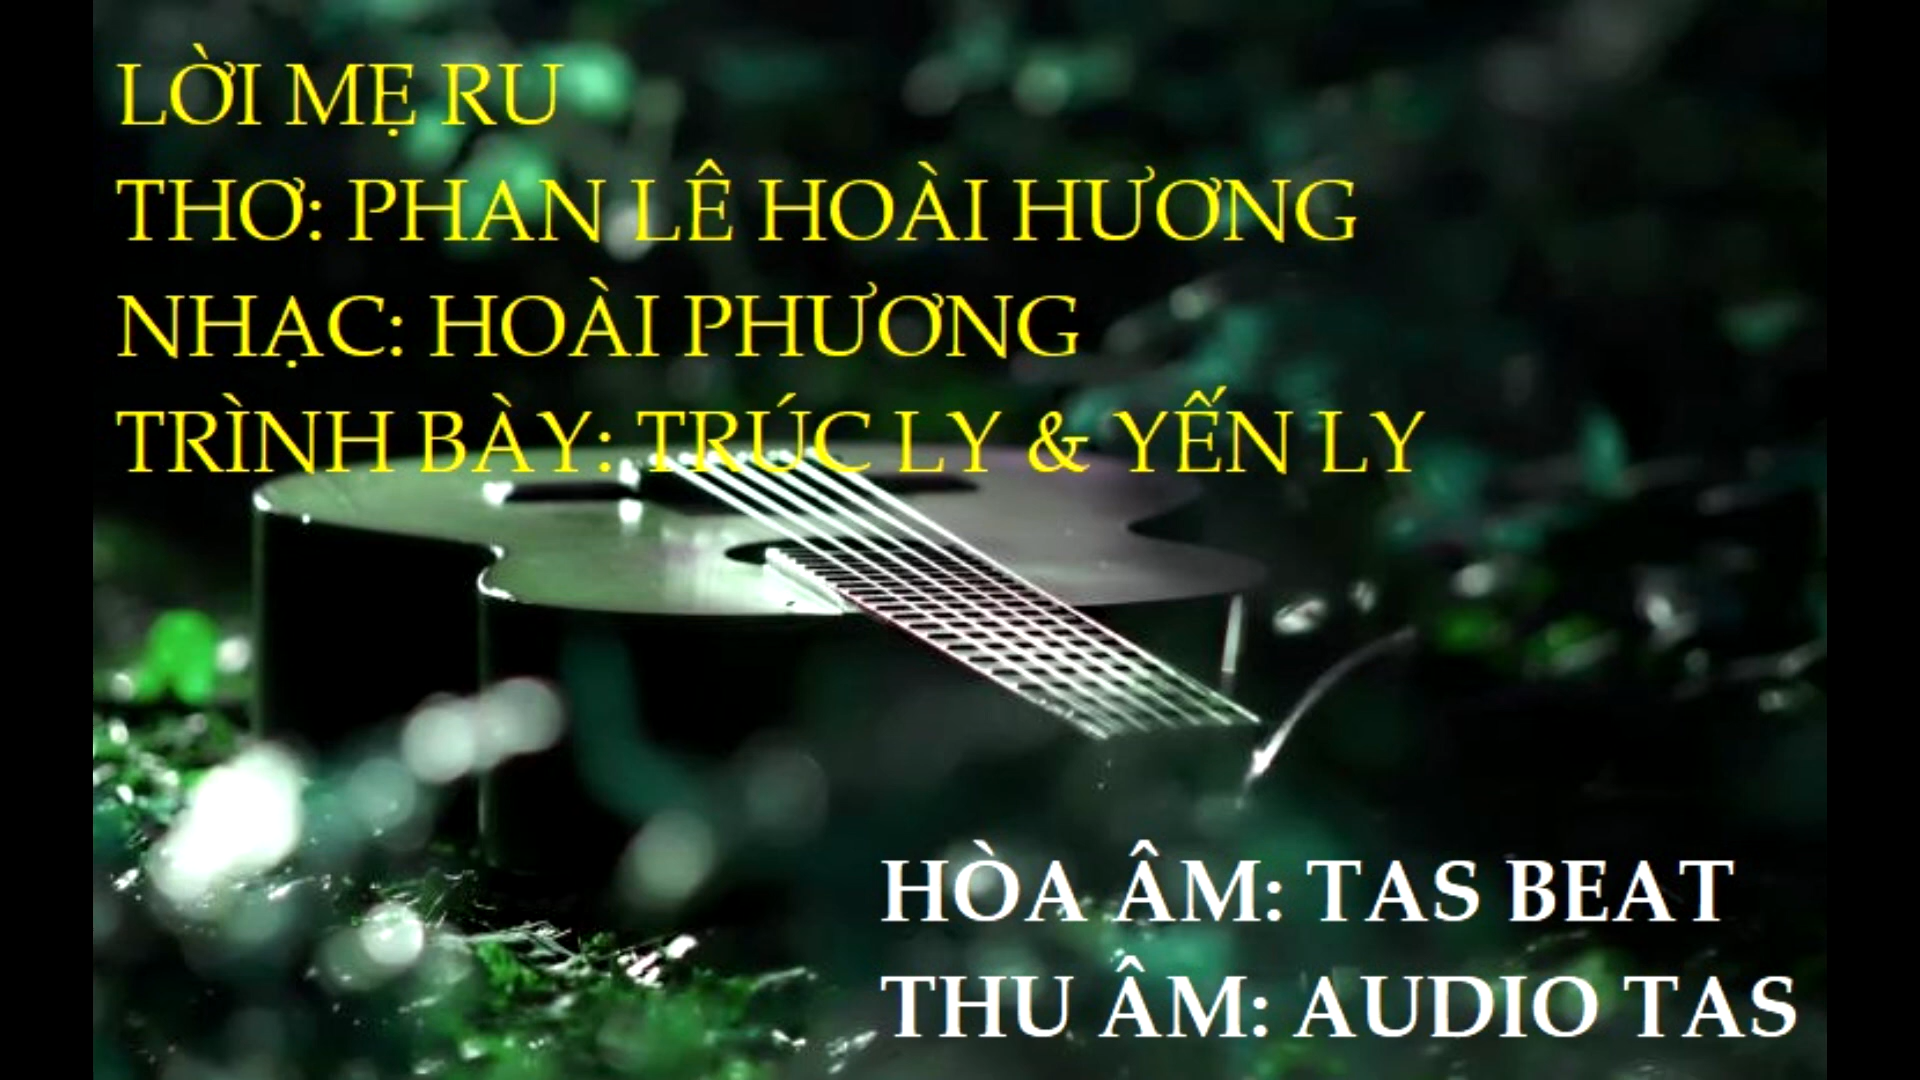 LỜI MẸ RU
THƠ: PHAN LÊ HOÀI HƯƠNG
NHẠC: HOÀI PHƯƠNG
TRÌNH BÀY: TRÚC LY & YẾN LY
HÒA ÂM: TAS BEAT
THU ÂM: AUDIO TAS